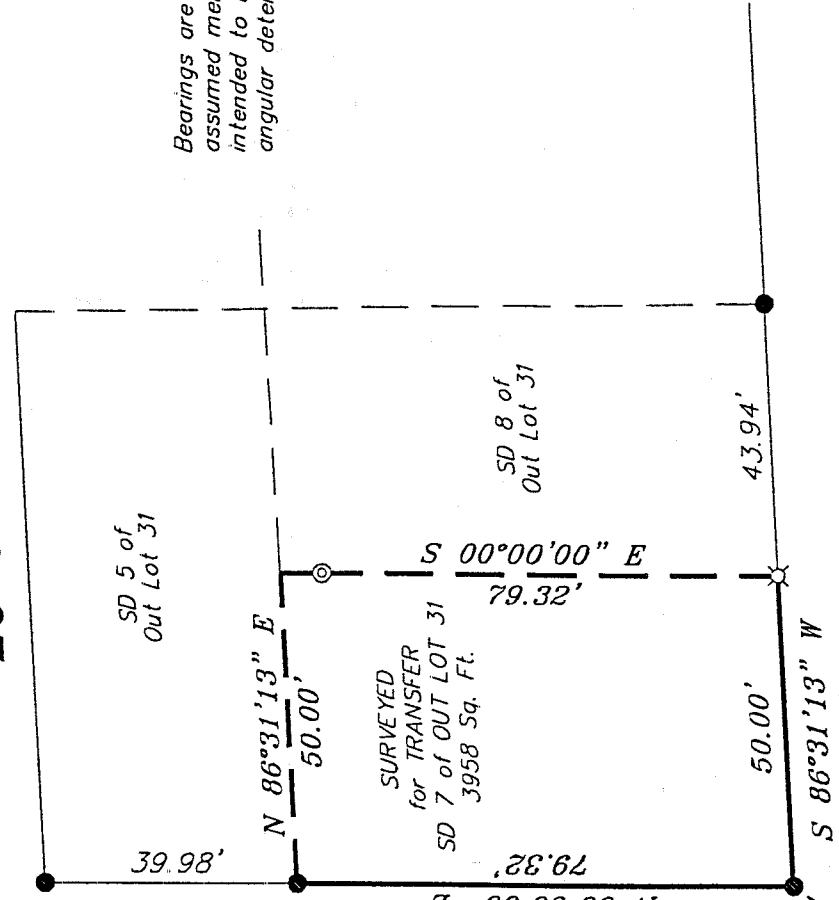 Bearings are
assumed
intended to
angular
SD 5 of
Out Lot 31
SD 8 of
Out Lot 31
43.94'
S 00°00'00" E
79.32'
N 86°31'13" E
50.00'
SURVEYED
for TRANSFER
SD 7 of OUT LOT 31
3958 Sq. Ft.
50.00'
S 86°31'13" W
39.98'
79.32'